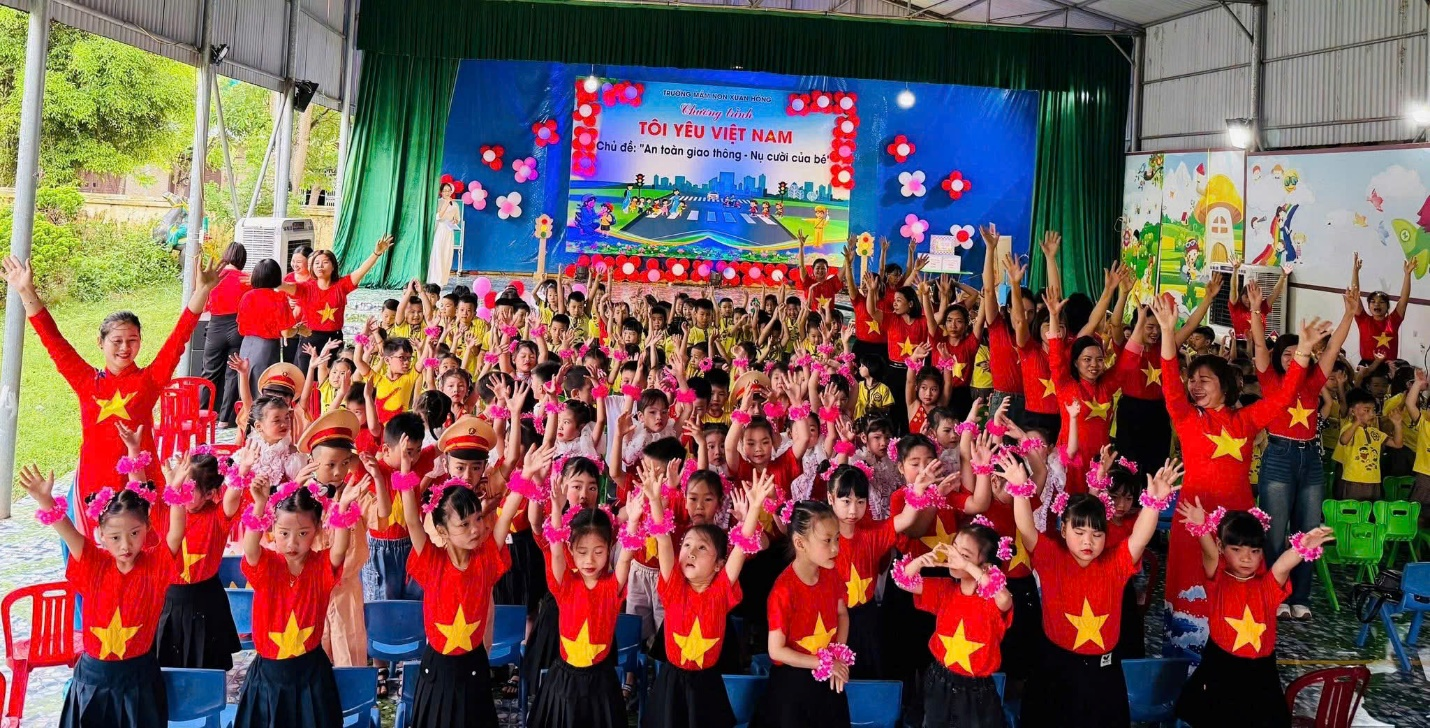 TRƯỜNG MẦM NON XUÂN HỒNG
Chương trình
TÔI YÊU VIỆT NAM
Chủ đề: "An toàn giao thông - Nụ cười của bé"